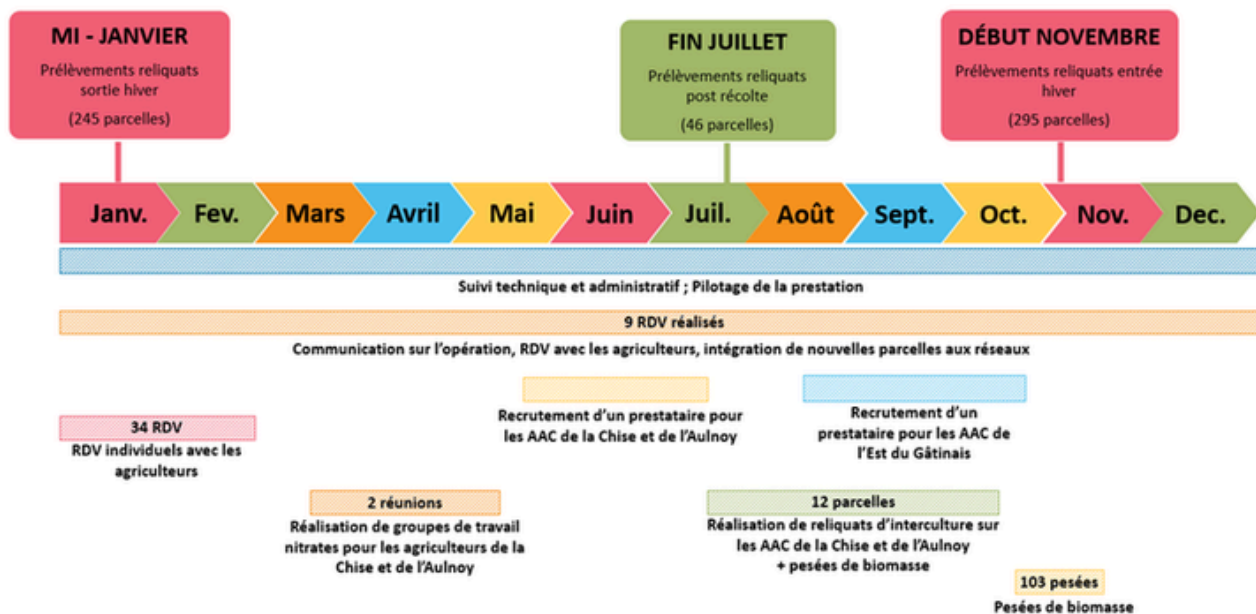 MI - JANVIER
Prélèvements reliquats
sortie hiver
(245 parcelles)
FIN JUILLET
Prélèvements reliquats
post récolte
(46 parcelles)
DÉBUT NOVEMBRE
Prélèvements reliquats entrée
hiver
(295 parcelles)
Janv.
Fev.
Mars
Avril
Mai
Juin
Juil.
Août
Sept.
Oct.
Nov.
Dec.
Suivi technique et administratif ; Pilotage de la prestation
9 RDV réalisés
Communication sur l'opération, RDV avec les agriculteurs, intégration de nouvelles parcelles aux réseaux
34 RDV
RDV individuels avec les
agriculteurs
Recrutement d'un prestataire pour
les AAC de la Chise et de l'Aulnoy
Recrutement d'un
prestataire pour les AAC de
l'Est du Gâtinais
2 réunions
Réalisation de groupes de travail
nitrates pour les agriculteurs de la
Chise et de l'Aulnoy
12 parcelles
Réalisation de reliquats d'interculture sur
les AAC de la Chise et de l'Aulnoy
+ pesées de biomasse
103 pesées
Pesées de biomasse